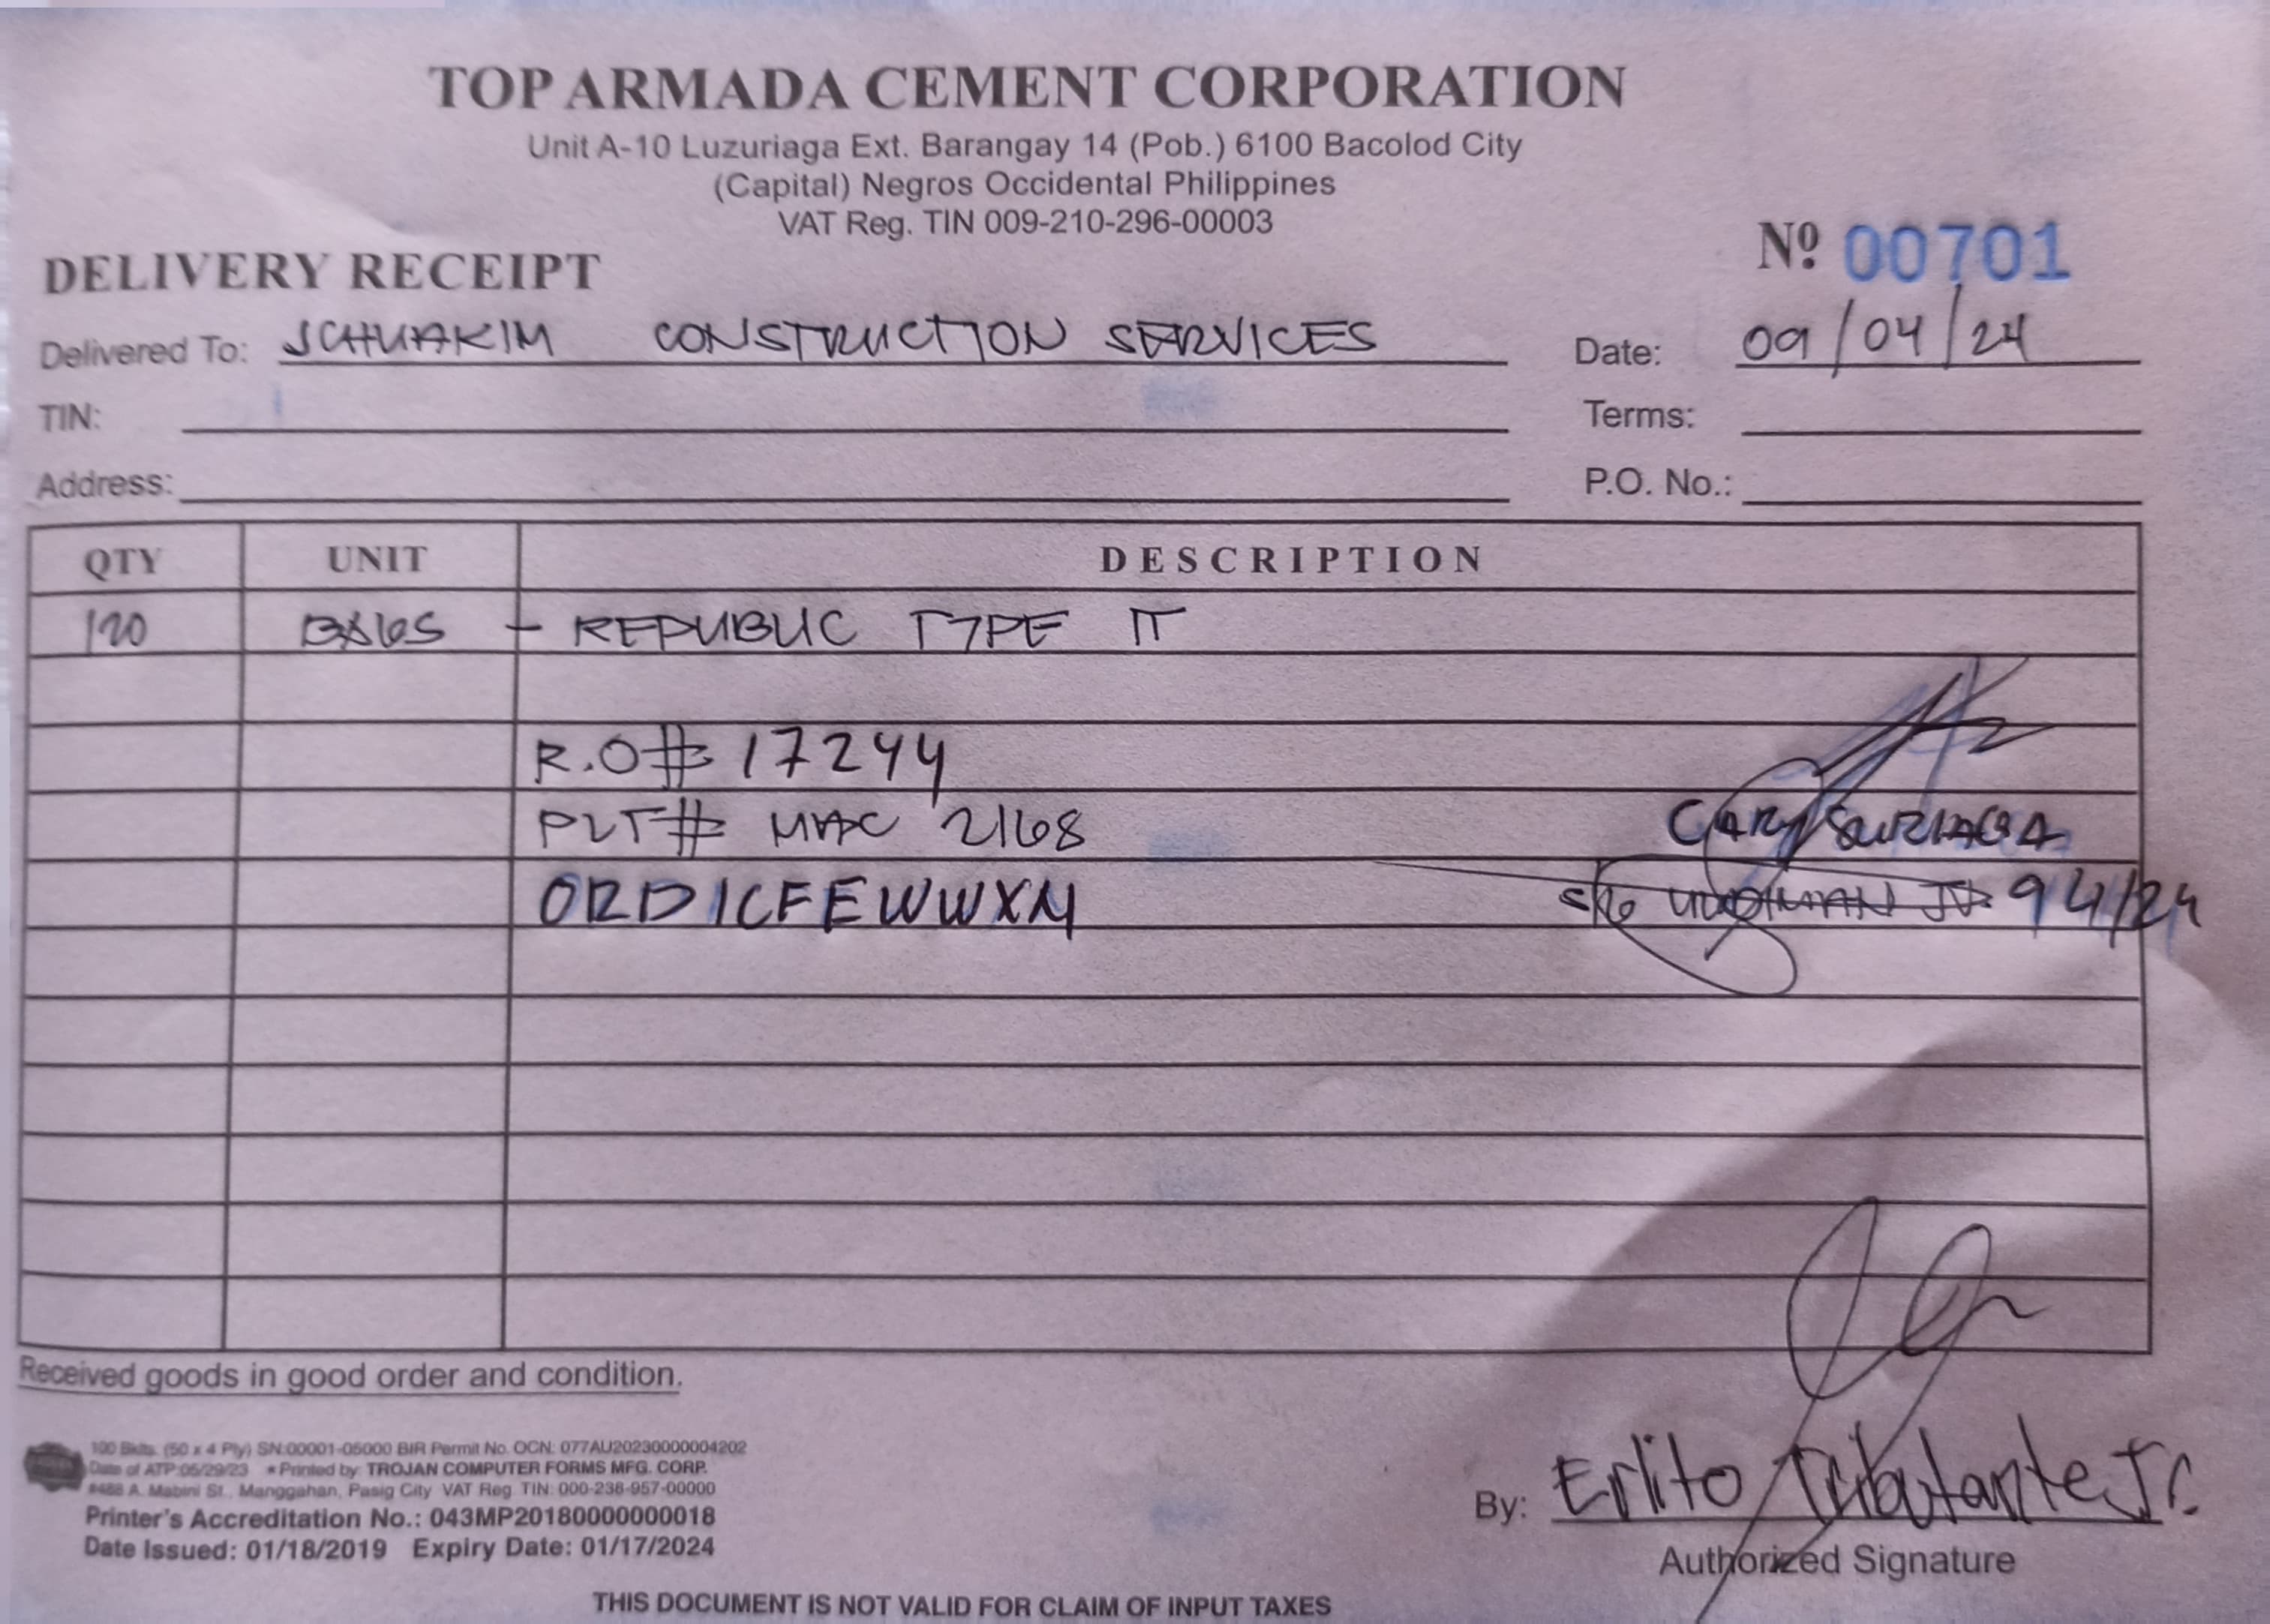 TOP ARMADA CEMENT CORPORATION
Unit A-10 Luzuriaga Ext. Barangay 14 (Pob.) 6100 Bacolod City
(Capital) Negros Occidental Philippines
VAT Reg. TIN 009-210-296-00003
DELIVERY RECEIPT
Nº 00701
Delivered To: JCHUAKIM CONSTRUCTION SERVICES
Date: 09/04/24
TIN:
Terms:
Address:
P.O. No.:
QTY UNIT DESCRIPTION
120 BAGS - REPUBLIC TYPE IT
R.O# 17244
PLT# MAC 2168
CARY SURIAGA
ORD1CFEEWWXM
9/4/24
Received goods in good order and condition.
100 Bklts. (50 x 4 Ply) SN:00001-05000 BIR Permit No. OCN: 077AU20230000004202
Date of ATP:05/29/23 * Printed by: TROJAN COMPUTER FORMS MFG. CORP.
#488 A. Mabini St., Manggahan, Pasig City VAT Reg. TIN: 000-238-957-00000
Printer's Accreditation No.: 043MP20180000000018
Date Issued: 01/18/2019 Expiry Date: 01/17/2024
By: Erlito Tributante Jr.
Authorized Signature
THIS DOCUMENT IS NOT VALID FOR CLAIM OF INPUT TAXES